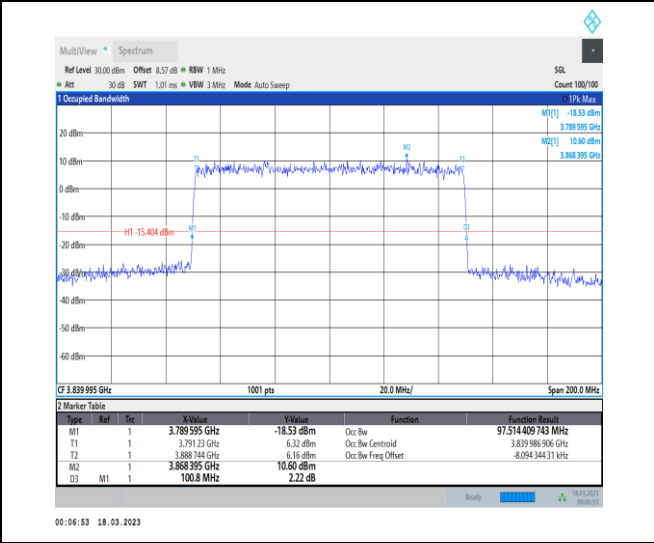 MultiView Spectrum
Ref Level 30.00 dBm Offset 8.57 dB RBW 1 MHz SGL
Att 30 dB SWT 1.01 ms VBW 3 MHz Mode Auto Sweep Count 100/100
1 Occupied Bandwidth 1Pk Max
M1[1] -18.53 dBm
3.789 595 GHz
M2[1] 10.60 dBm
3.868 395 GHz
20 dBm
M2
10 dBm T1 T2
0 dBm
-10 dBm
H1 -15.404 dBm M1 D3
-20 dBm
-30 dBm
-40 dBm
-50 dBm
-60 dBm
CF 3.839 995 GHz 1001 pts 20.0 MHz/ Span 200.0 MHz
2 Marker Table
Type Ref Trc X-Value Y-Value Function Function Result
M1 1 3.789 595 GHz -18.53 dBm Occ Bw 97.514 409 743 MHz
T1 1 3.791 23 GHz 6.32 dBm Occ Bw Centroid 3.839 986 906 GHz
T2 1 3.888 744 GHz 6.16 dBm Occ Bw Freq Offset -8.094 344 31 kHz
M2 1 3.868 395 GHz 10.60 dBm
D3 M1 1 100.8 MHz 2.22 dB
Ready 18.03.2023
00:06:53
00:06:53 18.03.2023